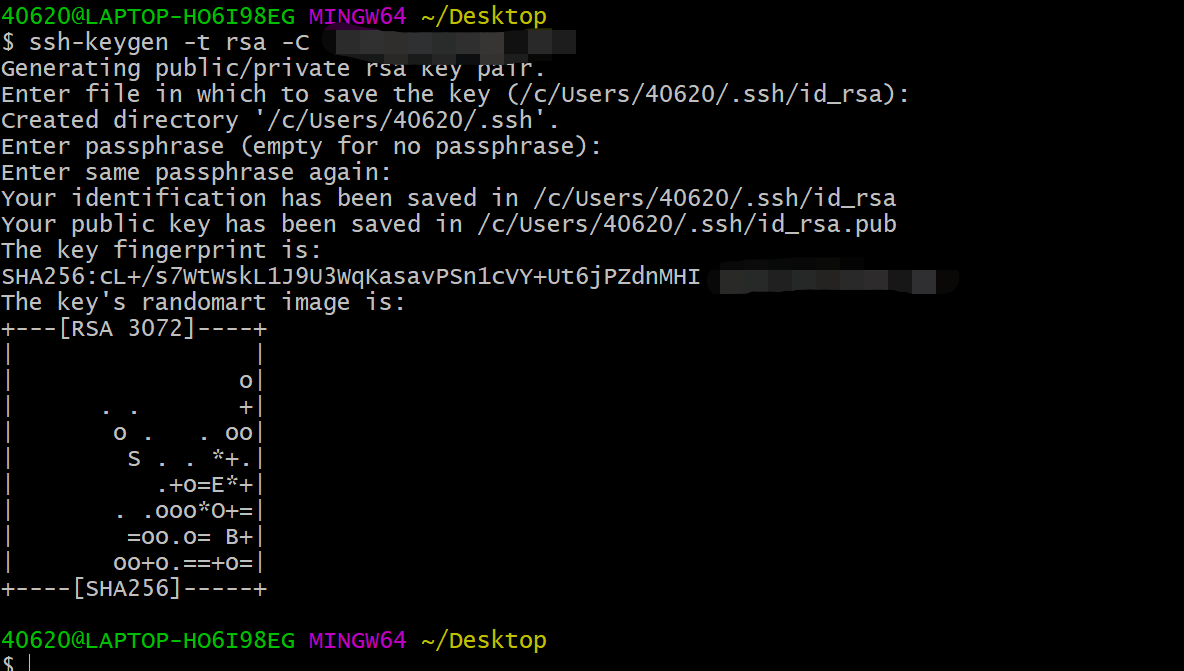 40620@LAPTOP-HO6I98EG MINGW64 ~/Desktop
$ ssh-keygen -t rsa -C
Generating public/private rsa key pair.
Enter file in which to save the key (/c/Users/40620/.ssh/id_rsa):
Created directory '/c/Users/40620/.ssh'.
Enter passphrase (empty for no passphrase):
Enter same passphrase again:
Your identification has been saved in /c/Users/40620/.ssh/id_rsa
Your public key has been saved in /c/Users/40620/.ssh/id_rsa.pub
The key fingerprint is:
SHA256:cL+/s7WtWskL1J9U3WqKasavPSn1cVY+Ut6jPZdnMHI
The key's randomart image is:
+---[RSA 3072]----+
|                 |
|                o|
|      . .       +|
|       o .   . oo|
|        S . . *+.|
|          .+o=E*+|
|       . .ooo*O+=|
|        =oo.o= B+|
|       oo+o.==+o=|
+----[SHA256]-----+
40620@LAPTOP-HO6I98EG MINGW64 ~/Desktop
$